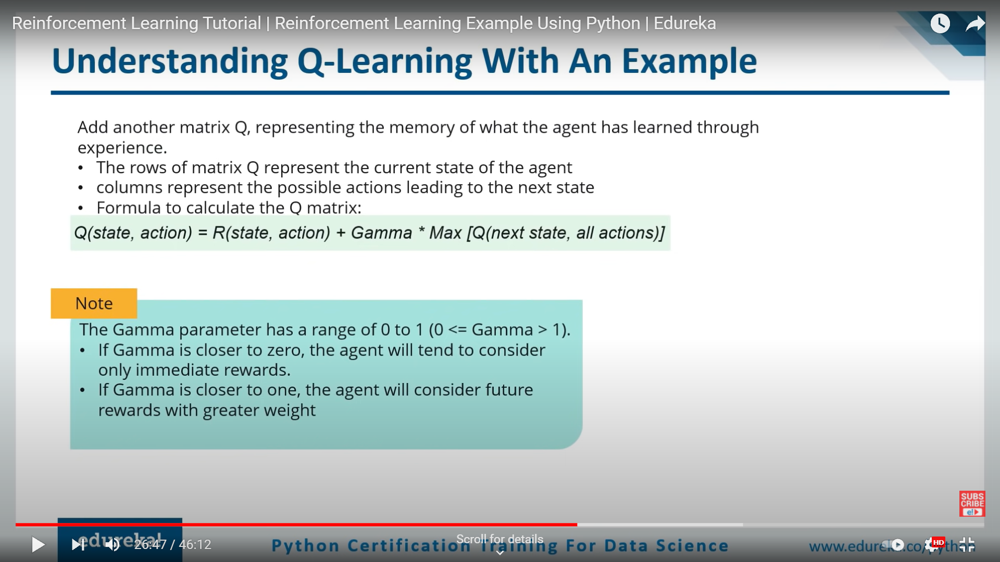 Reinforcement Learning Tutorial | Reinforcement Learning Example Using Python | Edureka
Understanding Q-Learning With An Example
Add another matrix Q, representing the memory of what the agent has learned through
experience.
• The rows of matrix Q represent the current state of the agent
• columns represent the possible actions leading to the next state
• Formula to calculate the Q matrix:
Q(state, action) = R(state, action) + Gamma * Max [Q(next state, all actions)]
Note
The Gamma parameter has a range of 0 to 1 (0 <= Gamma > 1).
• If Gamma is closer to zero, the agent will tend to consider
only immediate rewards.
• If Gamma is closer to one, the agent will consider future
rewards with greater weight
SUBS
CRIBE
e!
edureka!
26:47 / 46:12
Scroll for details
Python Certification Training For Data Science
www.edureka.co/python
HD